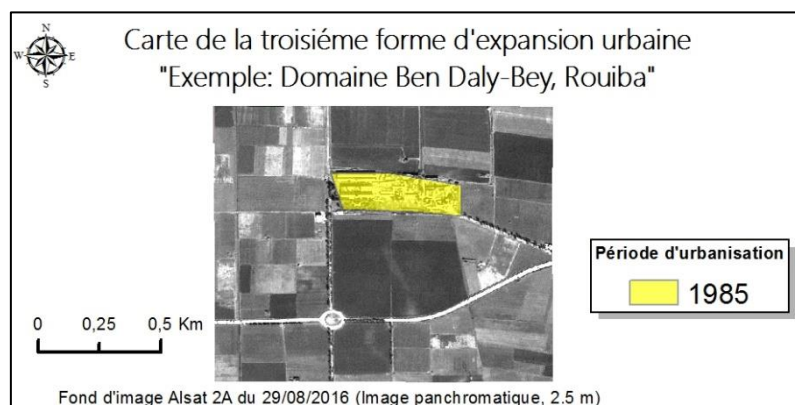 Carte de la troisiéme forme d'expansion urbaine
"Exemple: Domaine Ben Daly-Bey, Rouiba"
N
W
E
S
Période d'urbanisation
1985
0 0,25 0,5 Km
Fond d'image Alsat 2A du 29/08/2016 (Image panchromatique, 2.5 m)